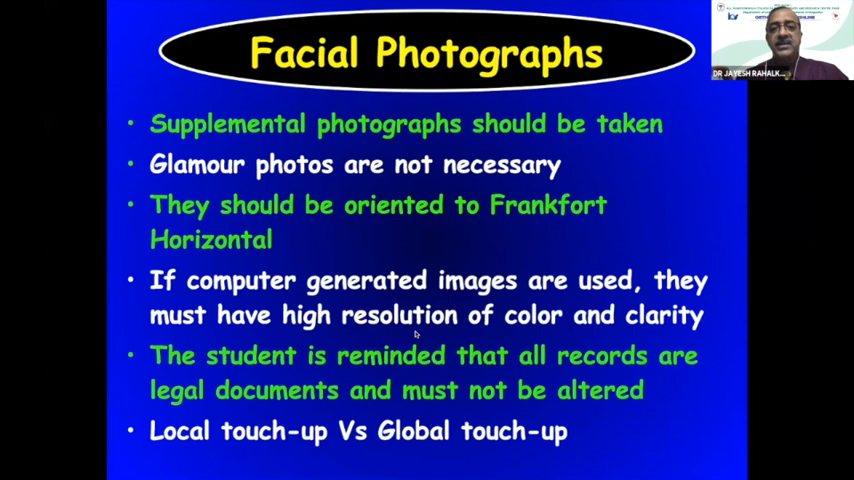 Facial Photographs
• Supplemental photographs should be taken
• Glamour photos are not necessary
• They should be oriented to Frankfort
Horizontal
• If computer generated images are used, they
must have high resolution of color and clarity
• The student is reminded that all records are
legal documents and must not be altered
• Local touch-up Vs Global touch-up
DR JAYESH RAHALK...